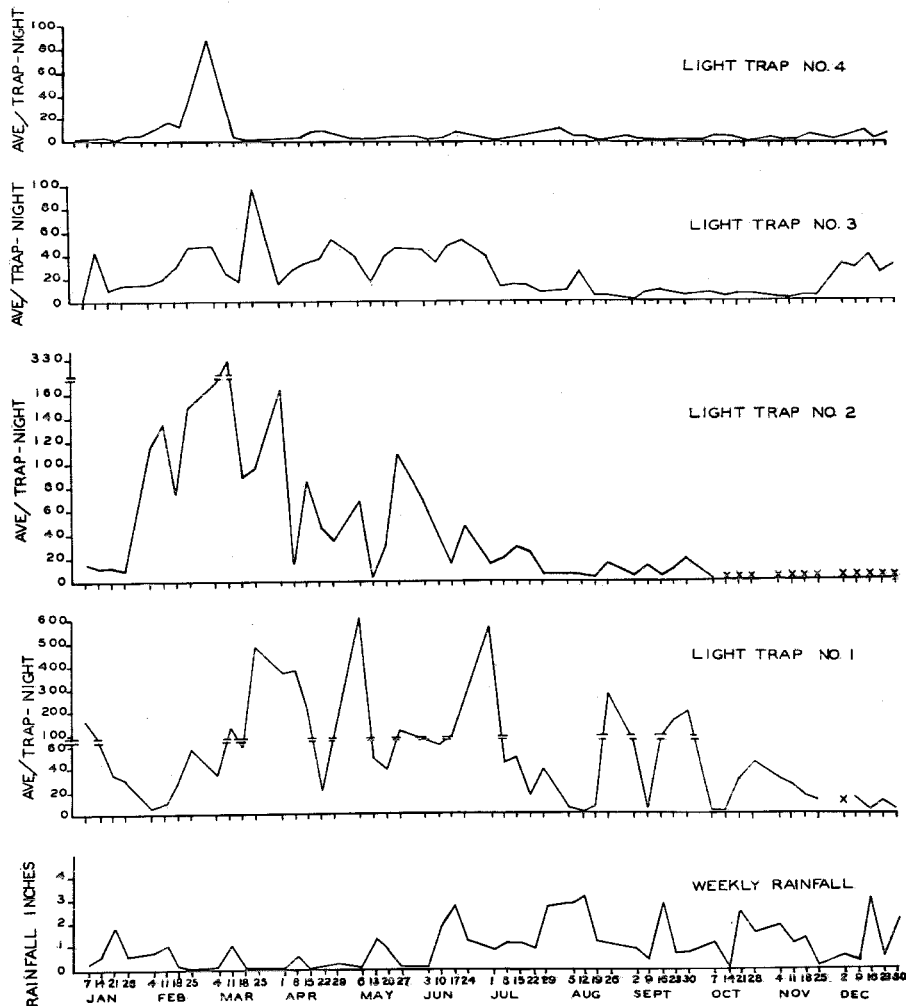 AVE/TRAP-NIGHT
100
80
60
40
20
0
LIGHT TRAP NO. 4
AVE/TRAP-NIGHT
100
80
60
40
20
0
LIGHT TRAP NO. 3
AVE/TRAP-NIGHT
330
160
140
100
80
60
40
20
0
LIGHT TRAP NO. 2
x x x x x x x x x x x x
AVE/TRAP-NIGHT
600
500
400
300
200
100
60
40
20
0
LIGHT TRAP NO. 1
x
RAINFALL INCHES
4
3
2
1
0
WEEKLY RAINFALL
7 14 21 28 4 11 18 25 4 11 18 25 1 8 15 22 29 6 13 20 27 3 10 17 24 1 8 15 22 29 5 12 19 26 2 9 16 23 30 7 14 21 28 4 11 18 25 2 9 16 23 30
JAN FEB MAR APR MAY JUN JUL AUG SEPT OCT NOV DEC